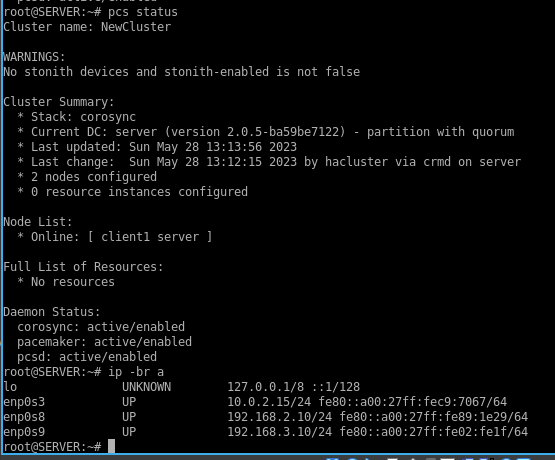 root@SERVER:~# pcs status
Cluster name: NewCluster
WARNINGS:
No stonith devices and stonith-enabled is not false
Cluster Summary:
* Stack: corosync
* Current DC: server (version 2.0.5-ba59be7122) - partition with quorum
* Last updated: Sun May 28 13:13:56 2023
* Last change:  Sun May 28 13:12:15 2023 by hacluster via crmd on server
* 2 nodes configured
* 0 resource instances configured
Node List:
* Online: [ client1 server ]
Full List of Resources:
* No resources
Daemon Status:
corosync: active/enabled
pacemaker: active/enabled
pcsd: active/enabled
root@SERVER:~# ip -br a
lo               UNKNOWN        127.0.0.1/8 ::1/128
enp0s3           UP             10.0.2.15/24 fe80::a00:27ff:fec9:7067/64
enp0s8           UP             192.168.2.10/24 fe80::a00:27ff:fe89:1e29/64
enp0s9           UP             192.168.3.10/24 fe80::a00:27ff:fe02:fe1f/64
root@SERVER:~#